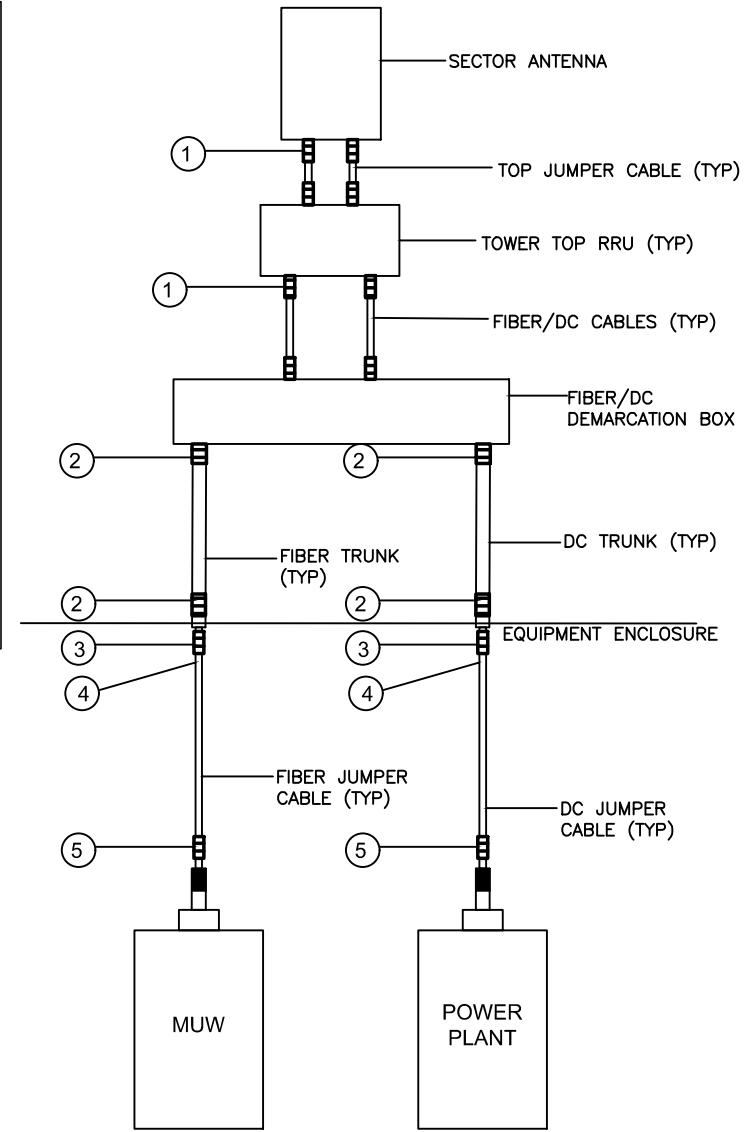 SECTOR ANTENNA
1
TOP JUMPER CABLE (TYP)
TOWER TOP RRU (TYP)
1
FIBER/DC CABLES (TYP)
FIBER/DC
DEMARCATION BOX
2
2
DC TRUNK (TYP)
FIBER TRUNK
(TYP)
2
2
EQUIPMENT ENCLOSURE
3
3
4
4
FIBER JUMPER
CABLE (TYP)
DC JUMPER
CABLE (TYP)
5
5
MUW
POWER
PLANT